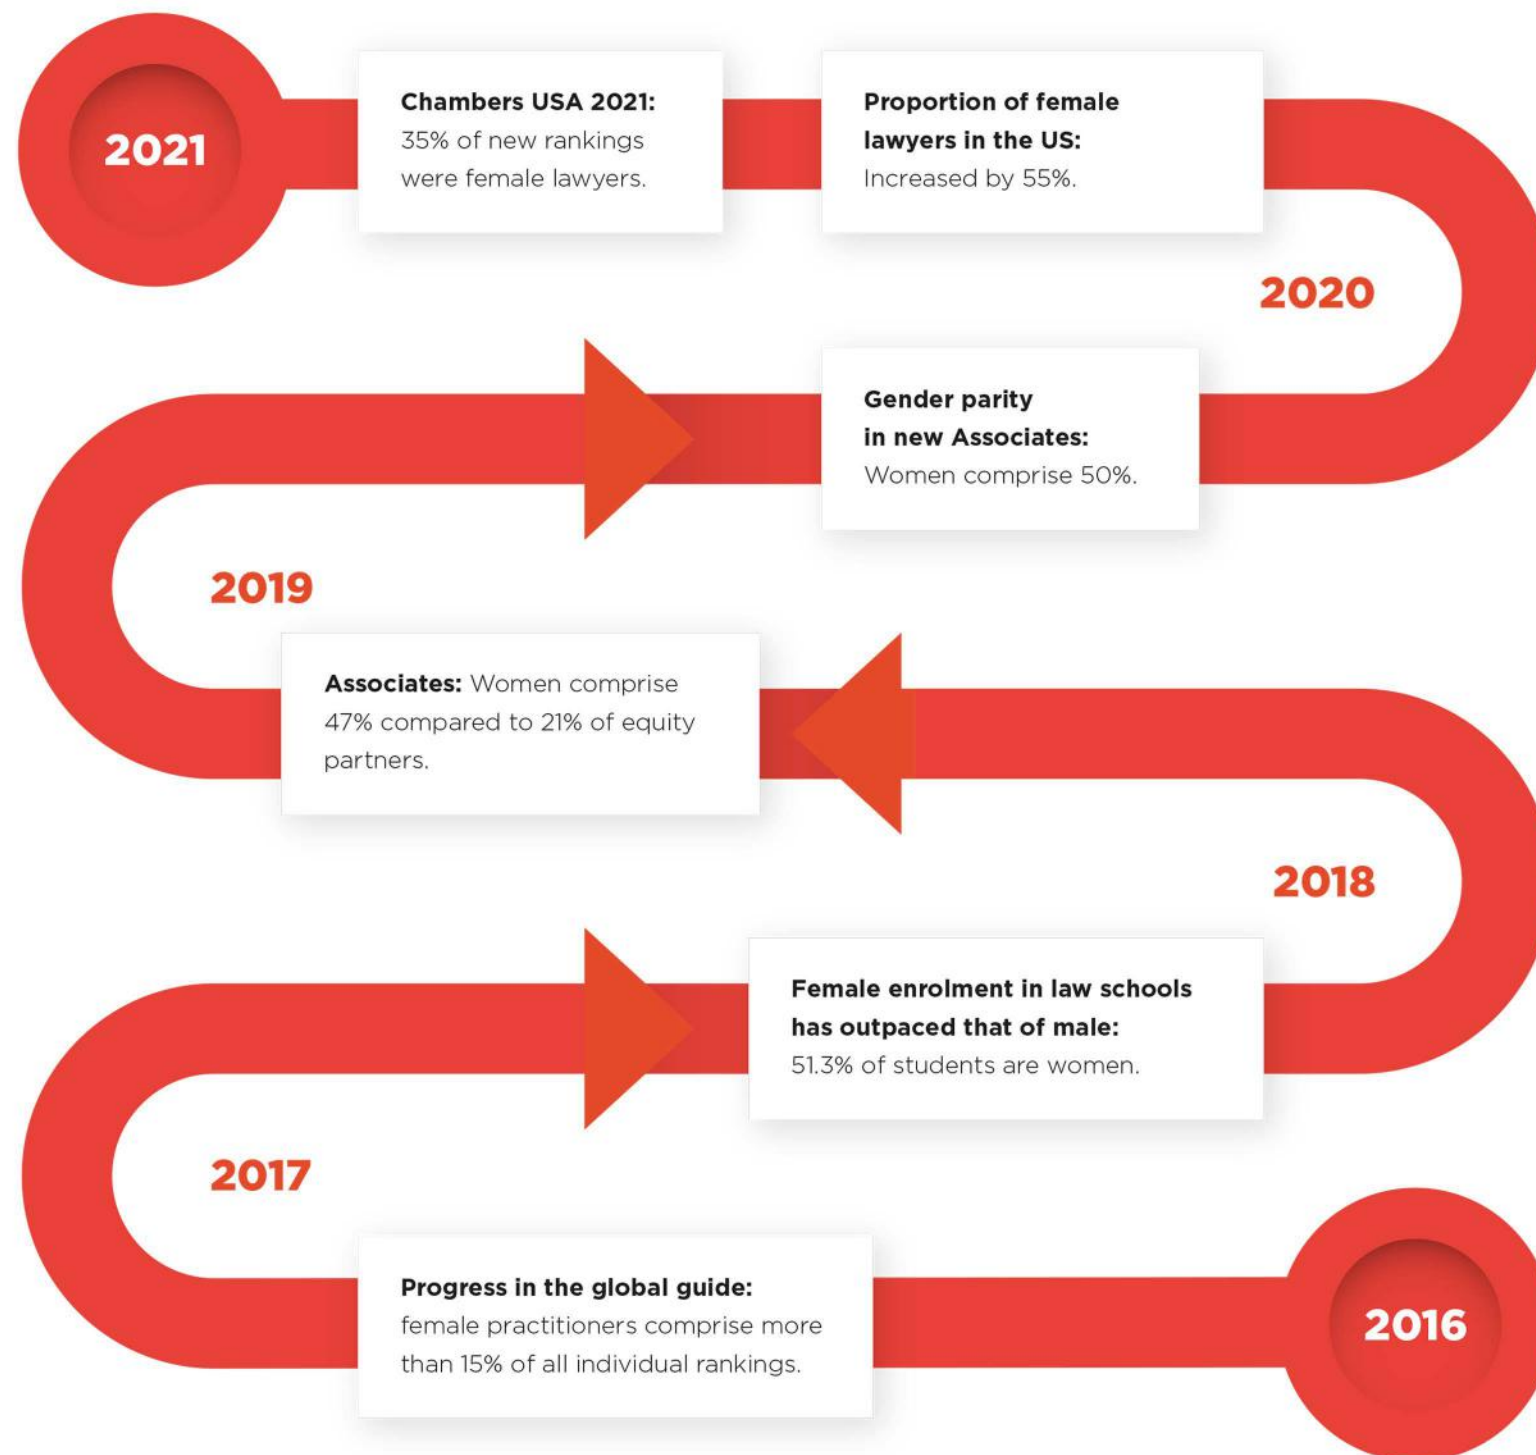 2021
Chambers USA 2021:
35% of new rankings
were female lawyers.
Proportion of female
lawyers in the US:
Increased by 55%.
2020
Gender parity
in new Associates:
Women comprise 50%.
2019
Associates: Women comprise
47% compared to 21% of equity
partners.
2018
Female enrolment in law schools
has outpaced that of male:
51.3% of students are women.
2017
Progress in the global guide:
female practitioners comprise more
than 15% of all individual rankings.
2016